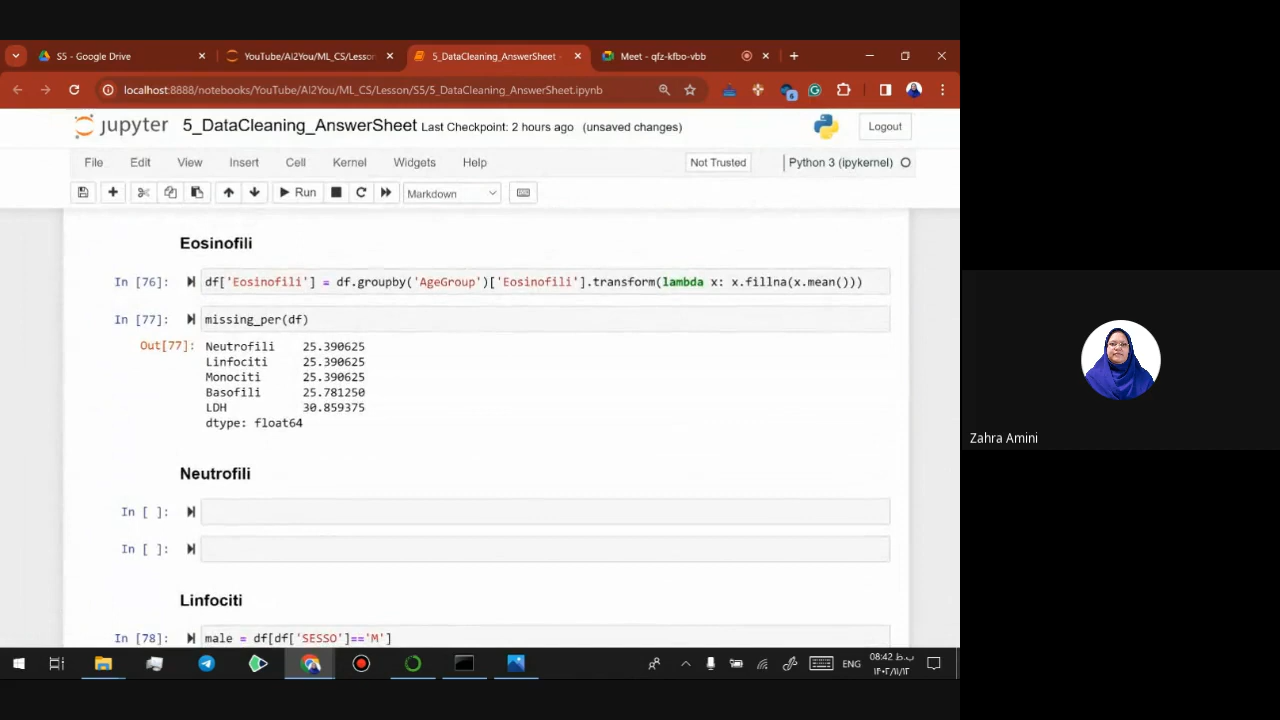 S5 - Google Drive
YouTube/AI2You/ML_CS/Lesson
5_DataCleaning_AnswerSheet -
Meet - qfz-kfbo-vbb
localhost:8888/notebooks/YouTube/AI2You/ML_CS/Lesson/S5/5_DataCleaning_AnswerSheet.ipynb
6
jupyter 5_DataCleaning_AnswerSheet Last Checkpoint: 2 hours ago (unsaved changes)
Logout
File Edit View Insert Cell Kernel Widgets Help
Not Trusted
Python 3 (ipykernel)
Run
Markdown
Eosinofili
In [76]: df['Eosinofili'] = df.groupby('AgeGroup')['Eosinofili'].transform(lambda x: x.fillna(x.mean()))
In [77]: missing_per(df)
Out[77]: Neutrofili 25.390625
Linfociti 25.390625
Monociti 25.390625
Basofili 25.781250
LDH 30.859375
dtype: float64
Neutrofili
In [ ]:
In [ ]:
Linfociti
In [78]: male = df[df['SESSO']=='M']
Zahra Amini
ENG
08:42 ب.ظ
۱۴۰۲/۱۱/۱۲